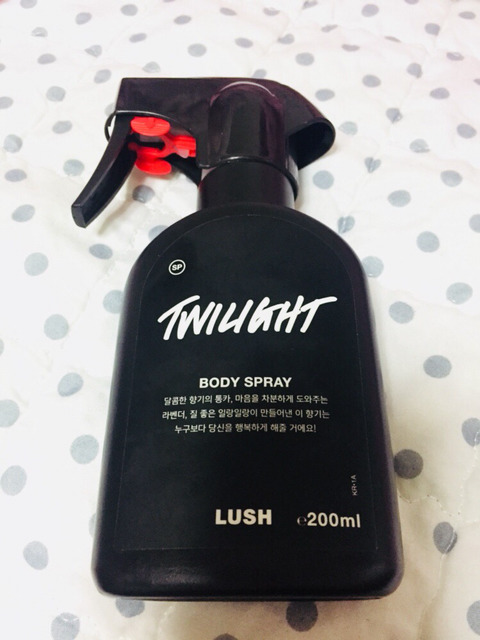 SP
TWILIGHT
BODY SPRAY
달콤한 향기의 통카, 마음을 차분하게 도와주는
라벤더, 질 좋은 일랑일랑이 만들어낸 이 향기는
누구보다 당신을 행복하게 해줄 거에요!
KR-1A
LUSH ℮200ml